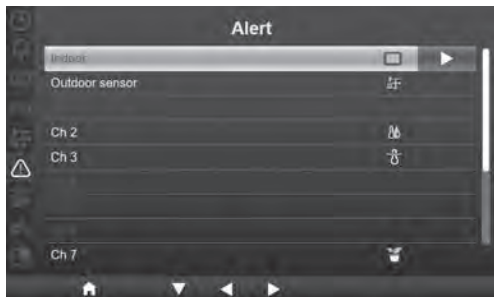 Alert
Indoor
Outdoor sensor
Ch 2
Ch 3
Ch 7